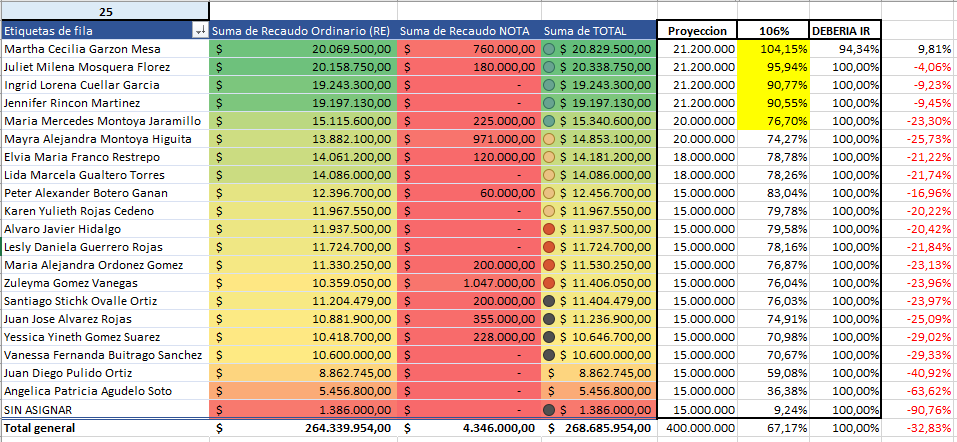 25
Etiquetas de fila Suma de Recaudo Ordinario (RE) Suma de Recaudo NOTA Suma de TOTAL Proyeccion 106% DEBERIA IR
Martha Cecilia Garzon Mesa $ 20.069.500,00 $ 760.000,00 $ 20.829.500,00 21.200.000 104,15% 94,34% 9,81%
Juliet Milena Mosquera Florez $ 20.158.750,00 $ 180.000,00 $ 20.338.750,00 21.200.000 95,94% 100,00% -4,06%
Ingrid Lorena Cuellar Garcia $ 19.243.300,00 $ - $ 19.243.300,00 21.200.000 90,77% 100,00% -9,23%
Jennifer Rincon Martinez $ 19.197.130,00 $ - $ 19.197.130,00 21.200.000 90,55% 100,00% -9,45%
Maria Mercedes Montoya Jaramillo $ 15.115.600,00 $ 225.000,00 $ 15.340.600,00 20.000.000 76,70% 100,00% -23,30%
Mayra Alejandra Montoya Higuita $ 13.882.100,00 $ 971.000,00 $ 14.853.100,00 20.000.000 74,27% 100,00% -25,73%
Elvia Maria Franco Restrepo $ 14.061.200,00 $ 120.000,00 $ 14.181.200,00 18.000.000 78,78% 100,00% -21,22%
Lida Marcela Gualtero Torres $ 14.086.000,00 $ - $ 14.086.000,00 18.000.000 78,26% 100,00% -21,74%
Peter Alexander Botero Ganan $ 12.396.700,00 $ 60.000,00 $ 12.456.700,00 15.000.000 83,04% 100,00% -16,96%
Karen Yulieth Rojas Cedeno $ 11.967.550,00 $ - $ 11.967.550,00 15.000.000 79,78% 100,00% -20,22%
Alvaro Javier Hidalgo $ 11.937.500,00 $ - $ 11.937.500,00 15.000.000 79,58% 100,00% -20,42%
Lesly Daniela Guerrero Rojas $ 11.724.700,00 $ - $ 11.724.700,00 15.000.000 78,16% 100,00% -21,84%
Maria Alejandra Ordonez Gomez $ 11.330.250,00 $ 200.000,00 $ 11.530.250,00 15.000.000 76,87% 100,00% -23,13%
Zuleyma Gomez Vanegas $ 10.359.050,00 $ 1.047.000,00 $ 11.406.050,00 15.000.000 76,04% 100,00% -23,96%
Santiago Stichk Ovalle Ortiz $ 11.204.479,00 $ 200.000,00 $ 11.404.479,00 15.000.000 76,03% 100,00% -23,97%
Juan Jose Alvarez Rojas $ 10.881.900,00 $ 355.000,00 $ 11.236.900,00 15.000.000 74,91% 100,00% -25,09%
Yessica Yineth Gomez Suarez $ 10.418.700,00 $ 228.000,00 $ 10.646.700,00 15.000.000 70,98% 100,00% -29,02%
Vanessa Fernanda Buitrago Sanchez $ 10.600.000,00 $ - $ 10.600.000,00 15.000.000 70,67% 100,00% -29,33%
Juan Diego Pulido Ortiz $ 8.862.745,00 $ - $ 8.862.745,00 15.000.000 59,08% 100,00% -40,92%
Angelica Patricia Agudelo Soto $ 5.456.800,00 $ - $ 5.456.800,00 15.000.000 36,38% 100,00% -63,62%
SIN ASIGNAR $ 1.386.000,00 $ - $ 1.386.000,00 15.000.000 9,24% 100,00% -90,76%
Total general $ 264.339.954,00 $ 4.346.000,00 $ 268.685.954,00 400.000.000 67,17% 100,00% -32,83%